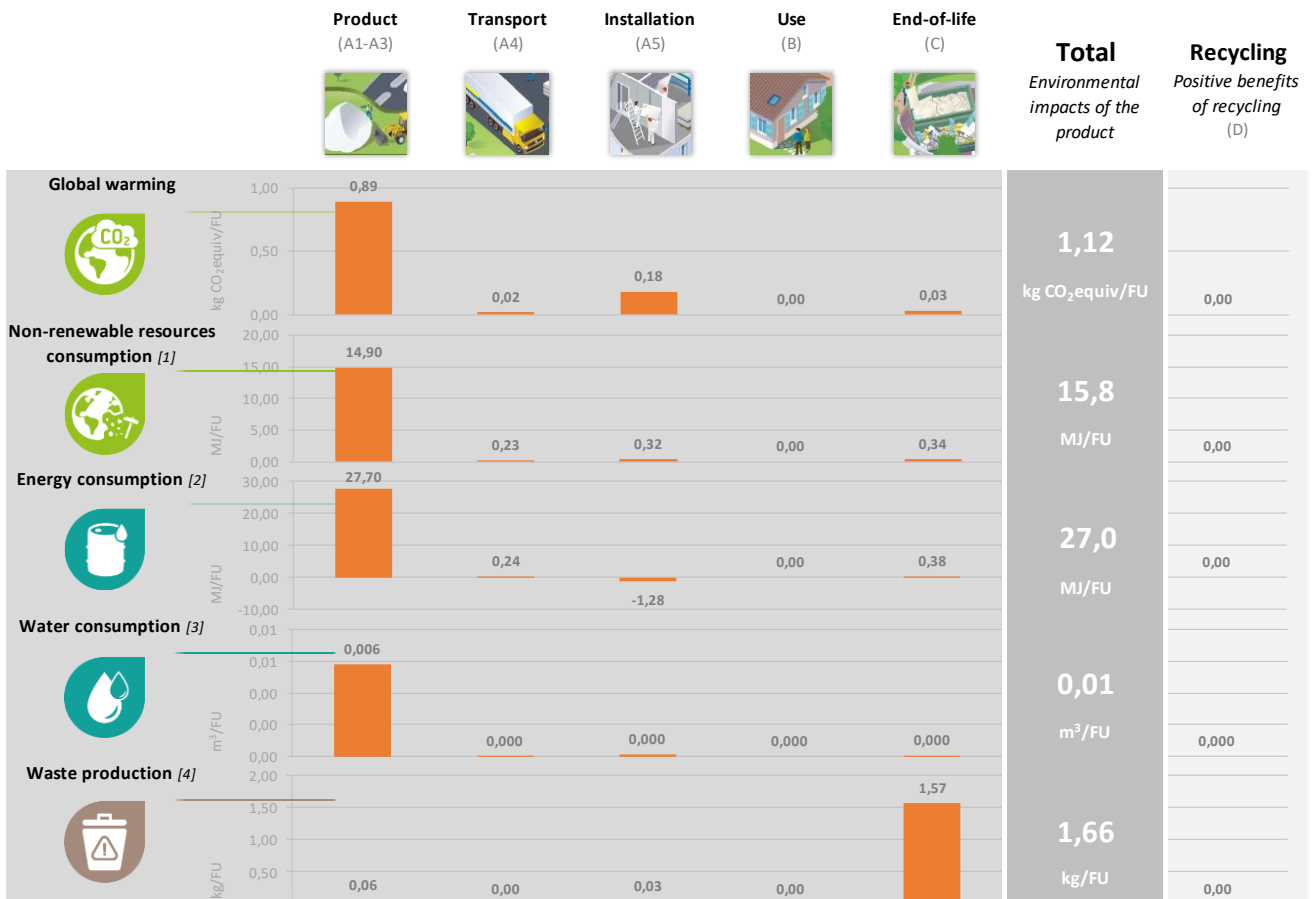 Product
(A1-A3)
Transport
(A4)
Installation
(A5)
Use
(B)
End-of-life
(C)
Total
Environmental
impacts of the
product
Recycling
Positive benefits
of recycling
(D)
Global warming
CO₂
kg CO₂equiv/FU
1,00
0,50
0,00
0,89
0,02
0,18
0,00
0,03
1,12
kg CO₂equiv/FU
0,00
Non-renewable resources
consumption [1]
MJ/FU
20,00
15,00
10,00
5,00
0,00
14,90
0,23
0,32
0,00
0,34
15,8
MJ/FU
0,00
Energy consumption [2]
MJ/FU
30,00
20,00
10,00
0,00
-10,00
27,70
0,24
-1,28
0,00
0,38
27,0
MJ/FU
0,00
Water consumption [3]
m³/FU
0,01
0,01
0,00
0,00
0,00
0,006
0,000
0,000
0,000
0,000
0,01
m³/FU
0,000
Waste production [4]
kg/FU
2,00
1,50
1,00
0,50
0,06
0,00
0,03
0,00
1,57
1,66
kg/FU
0,00